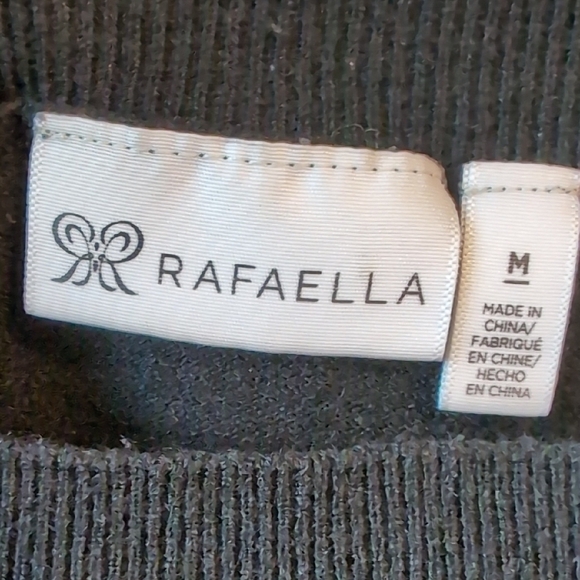 RAFAELLA
M
MADE IN
CHINA/
FABRIQUÉ
EN CHINE/
HECHO
EN CHINA